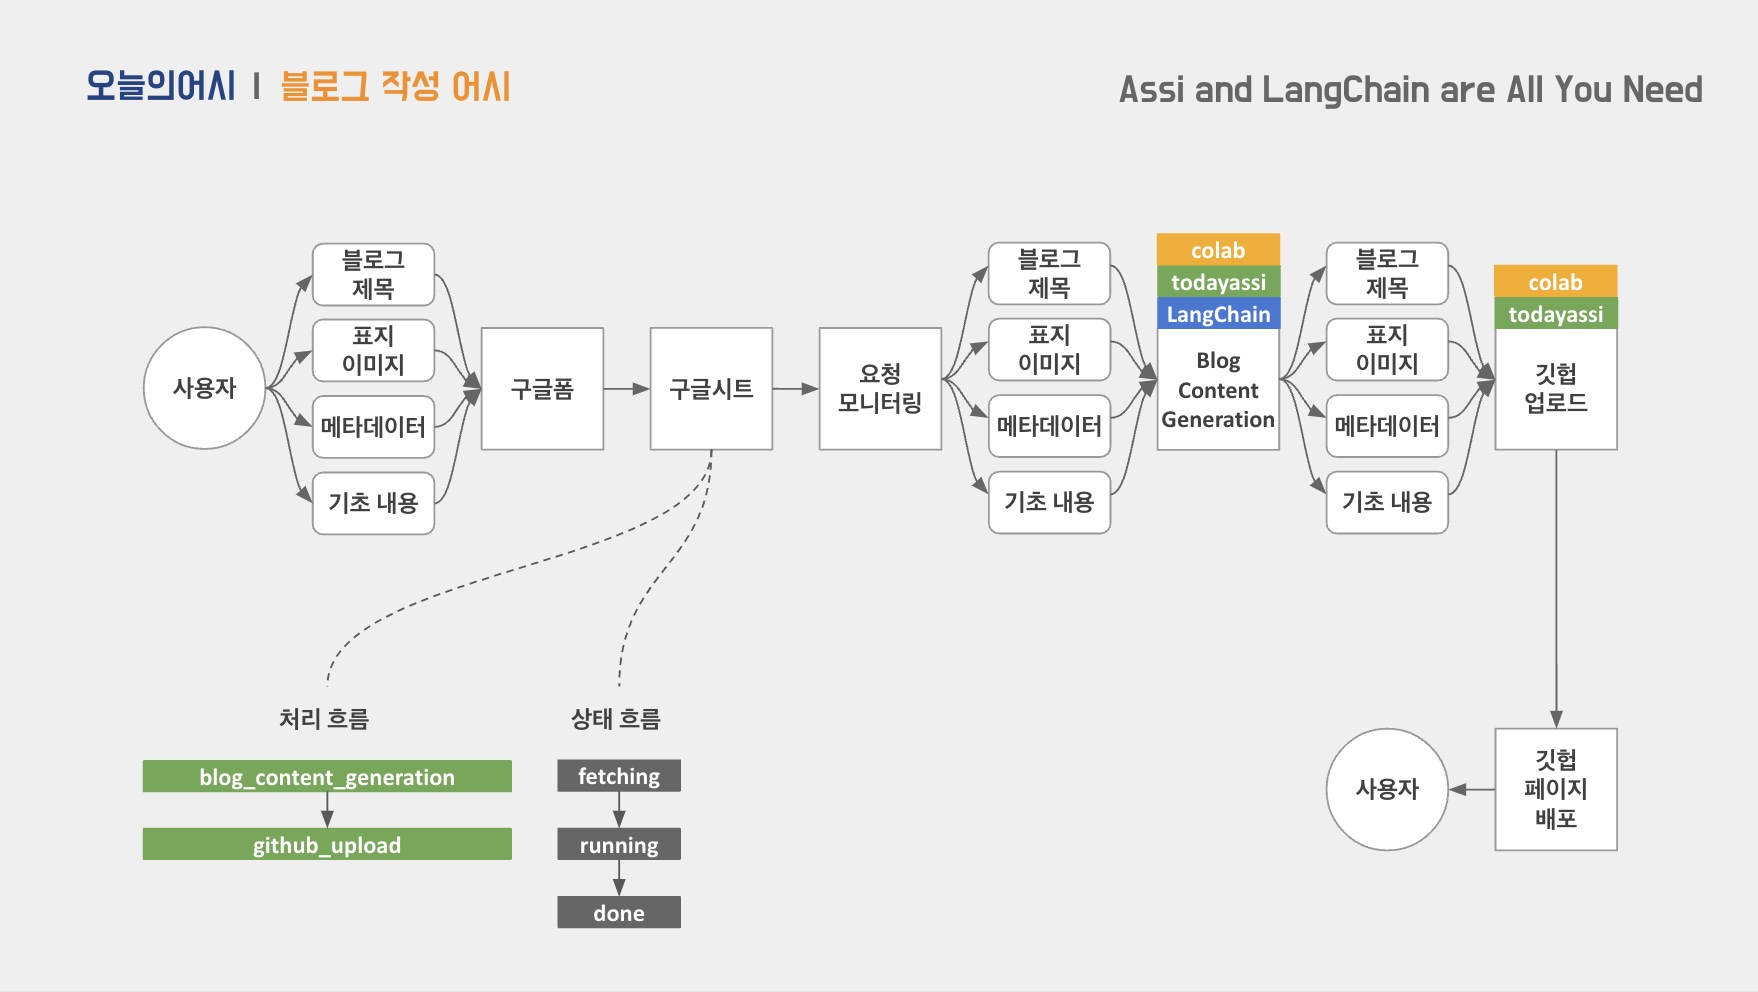 오늘의어시 | 블로그 작성 어시
Assi and LangChain are All You Need
사용자
블로그
제목
표지
이미지
메타데이터
기초 내용
구글폼
구글시트
요청
모니터링
블로그
제목
표지
이미지
메타데이터
기초 내용
colab
todayassi
LangChain
Blog
Content
Generation
블로그
제목
표지
이미지
메타데이터
기초 내용
colab
todayassi
깃헙
업로드
처리 흐름
blog_content_generation
github_upload
상태 흐름
fetching
running
done
사용자
깃헙
페이지
배포